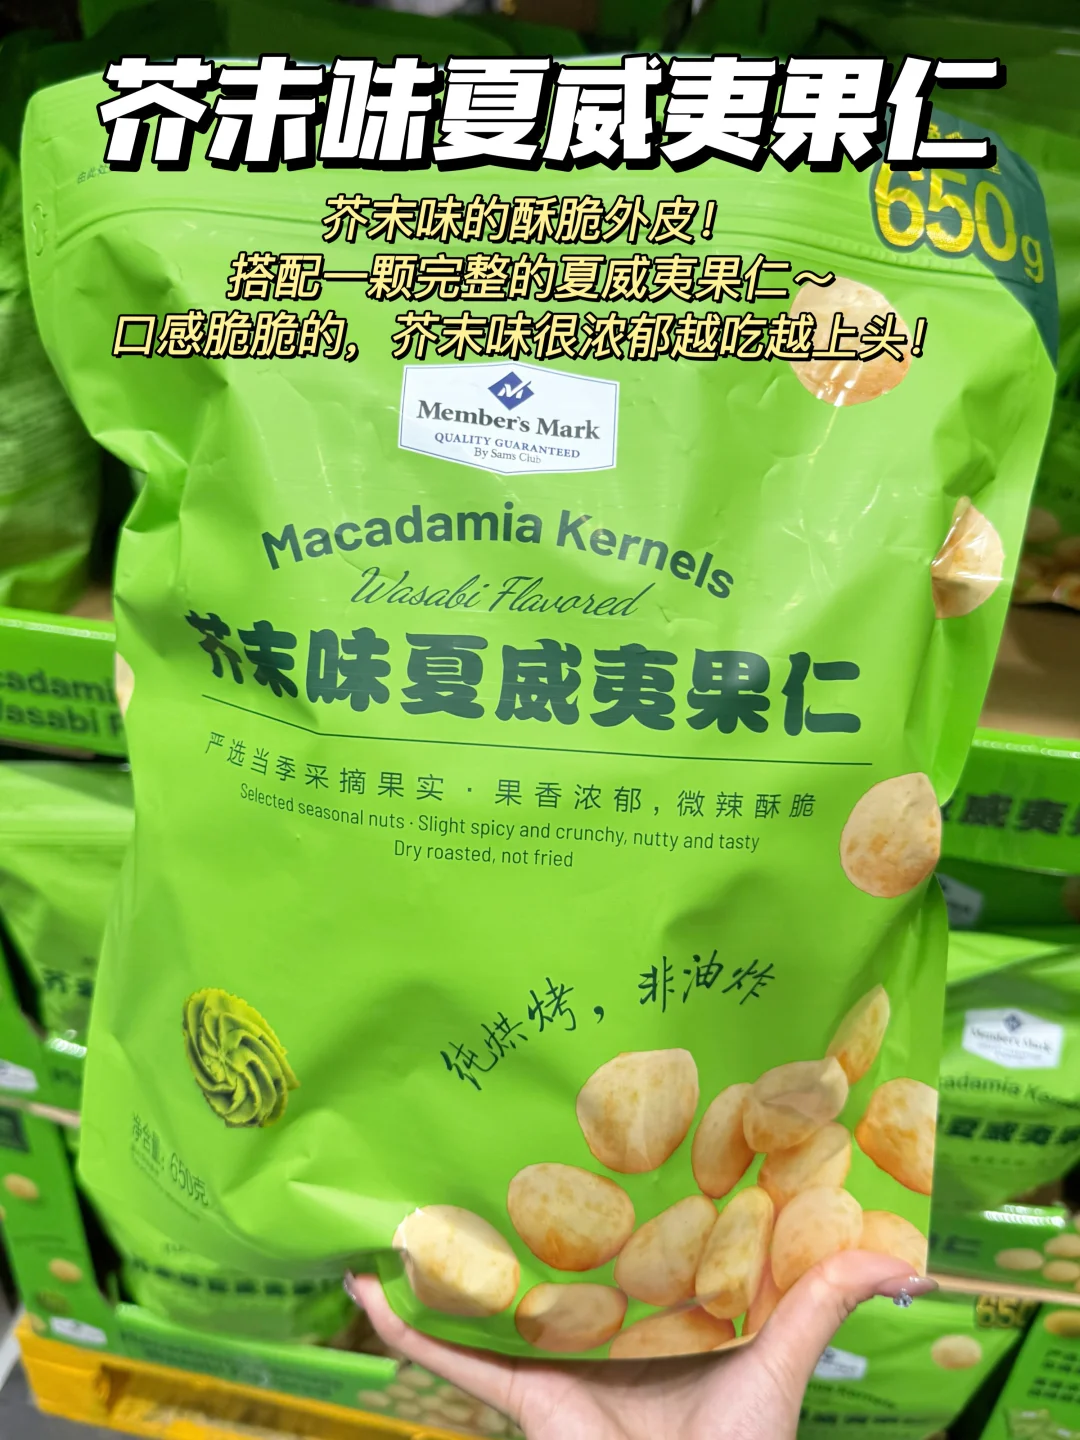 芥末味夏威夷果仁
650g
芥末味的酥脆外皮！
搭配一颗完整的夏威夷果仁～
口感脆脆的，芥末味很浓郁越吃越上头！
Member's Mark
QUALITY GUARANTEED
By Sam's Club
Macadamia Kernels
Wasabi Flavored
芥末味夏威夷果仁
严选当季采摘果实 · 果香浓郁，微辣酥脆
Selected seasonal nuts · Slight spicy and crunchy, nutty and tasty
Dry roasted, not fried
纯烘烤，非油炸
净含量：650克
Member's Mark